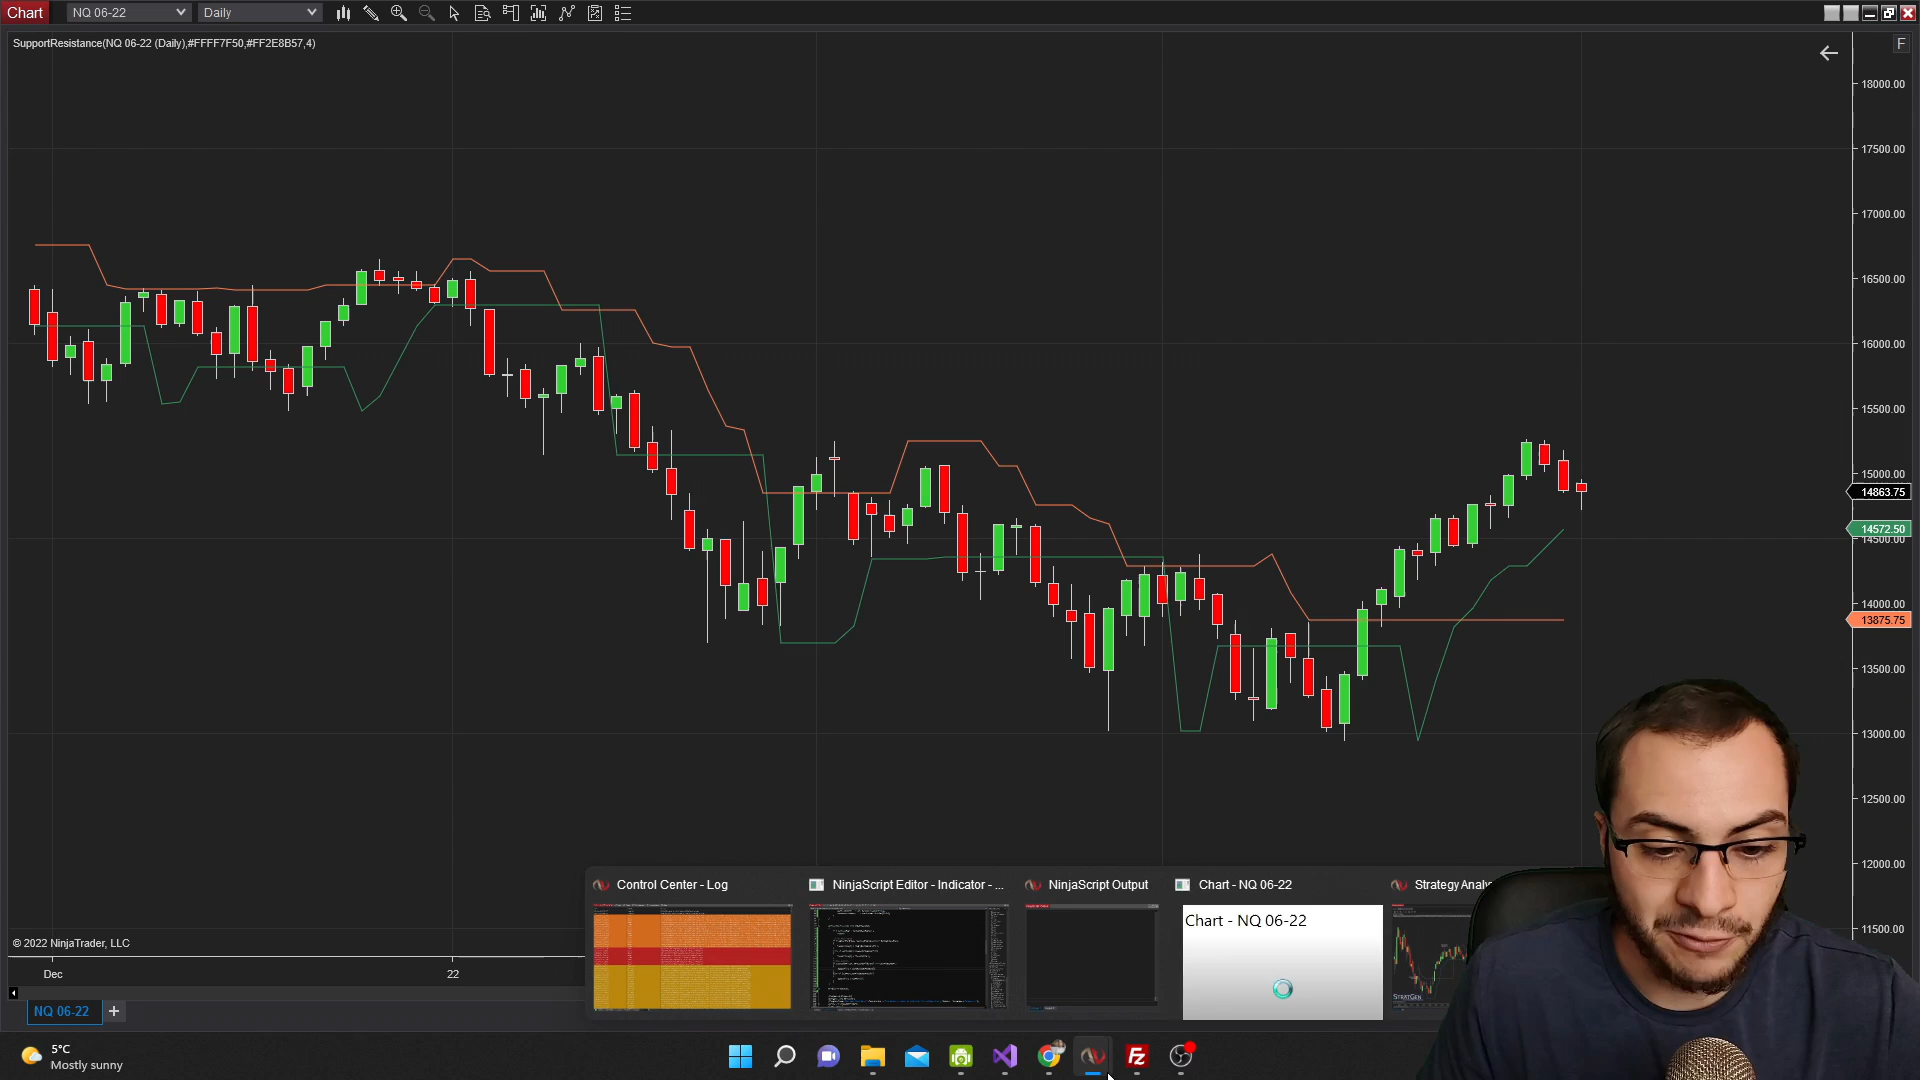 Chart
NQ 06-22
Daily
SupportResistance(NQ 06-22 (Daily),#FFFF7F50,#FF2E8B57,4)
F
18000.00
17500.00
17000.00
16500.00
16000.00
15500.00
15000.00
14863.75
14572.50
14500.00
14000.00
13875.75
13500.00
13000.00
12500.00
12000.00
11500.00
Control Center - Log
NinjaScript Editor - Indicator - ...
NinjaScript Output
Chart - NQ 06-22
Strategy Analy
Chart - NQ 06-22
STRATGEN
© 2022 NinjaTrader, LLC
Dec
22
NQ 06-22
+
5°C
Mostly sunny